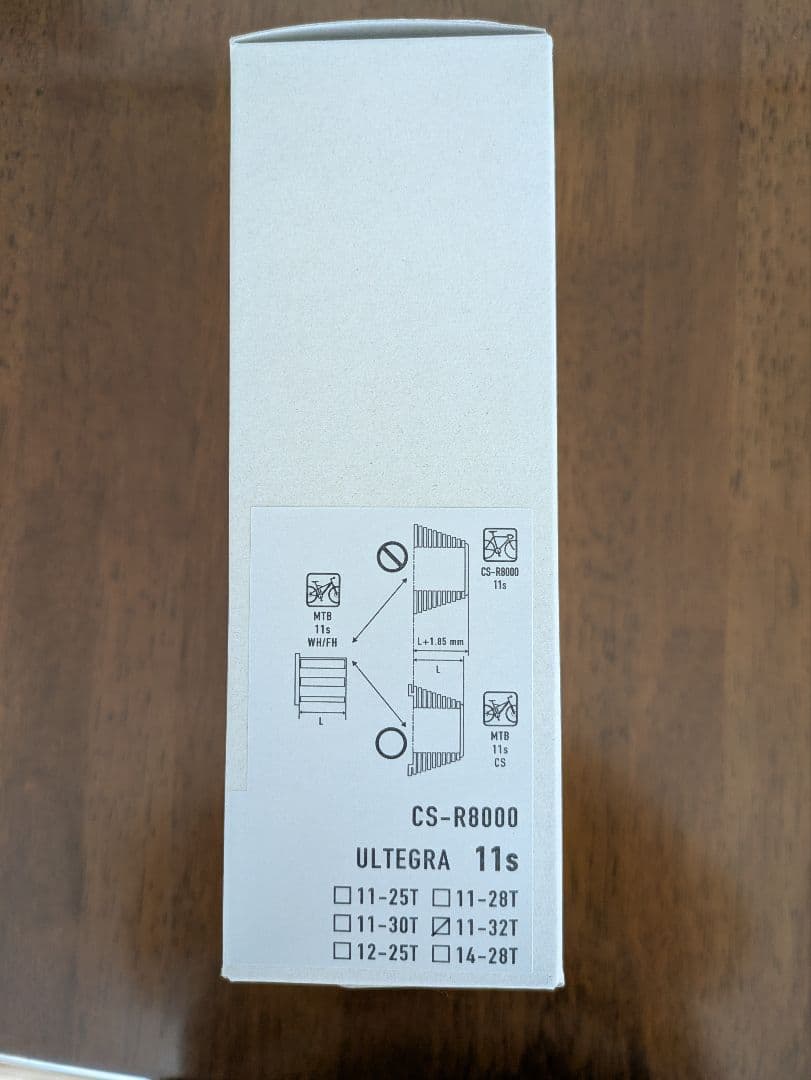 CS-R8000
11s
MTB
11s
WH/FH
L+1.85 mm
L
L
MTB
11s
CS
CS-R8000
ULTEGRA 11s
11-25T 11-28T
11-30T 11-32T
12-25T 14-28T